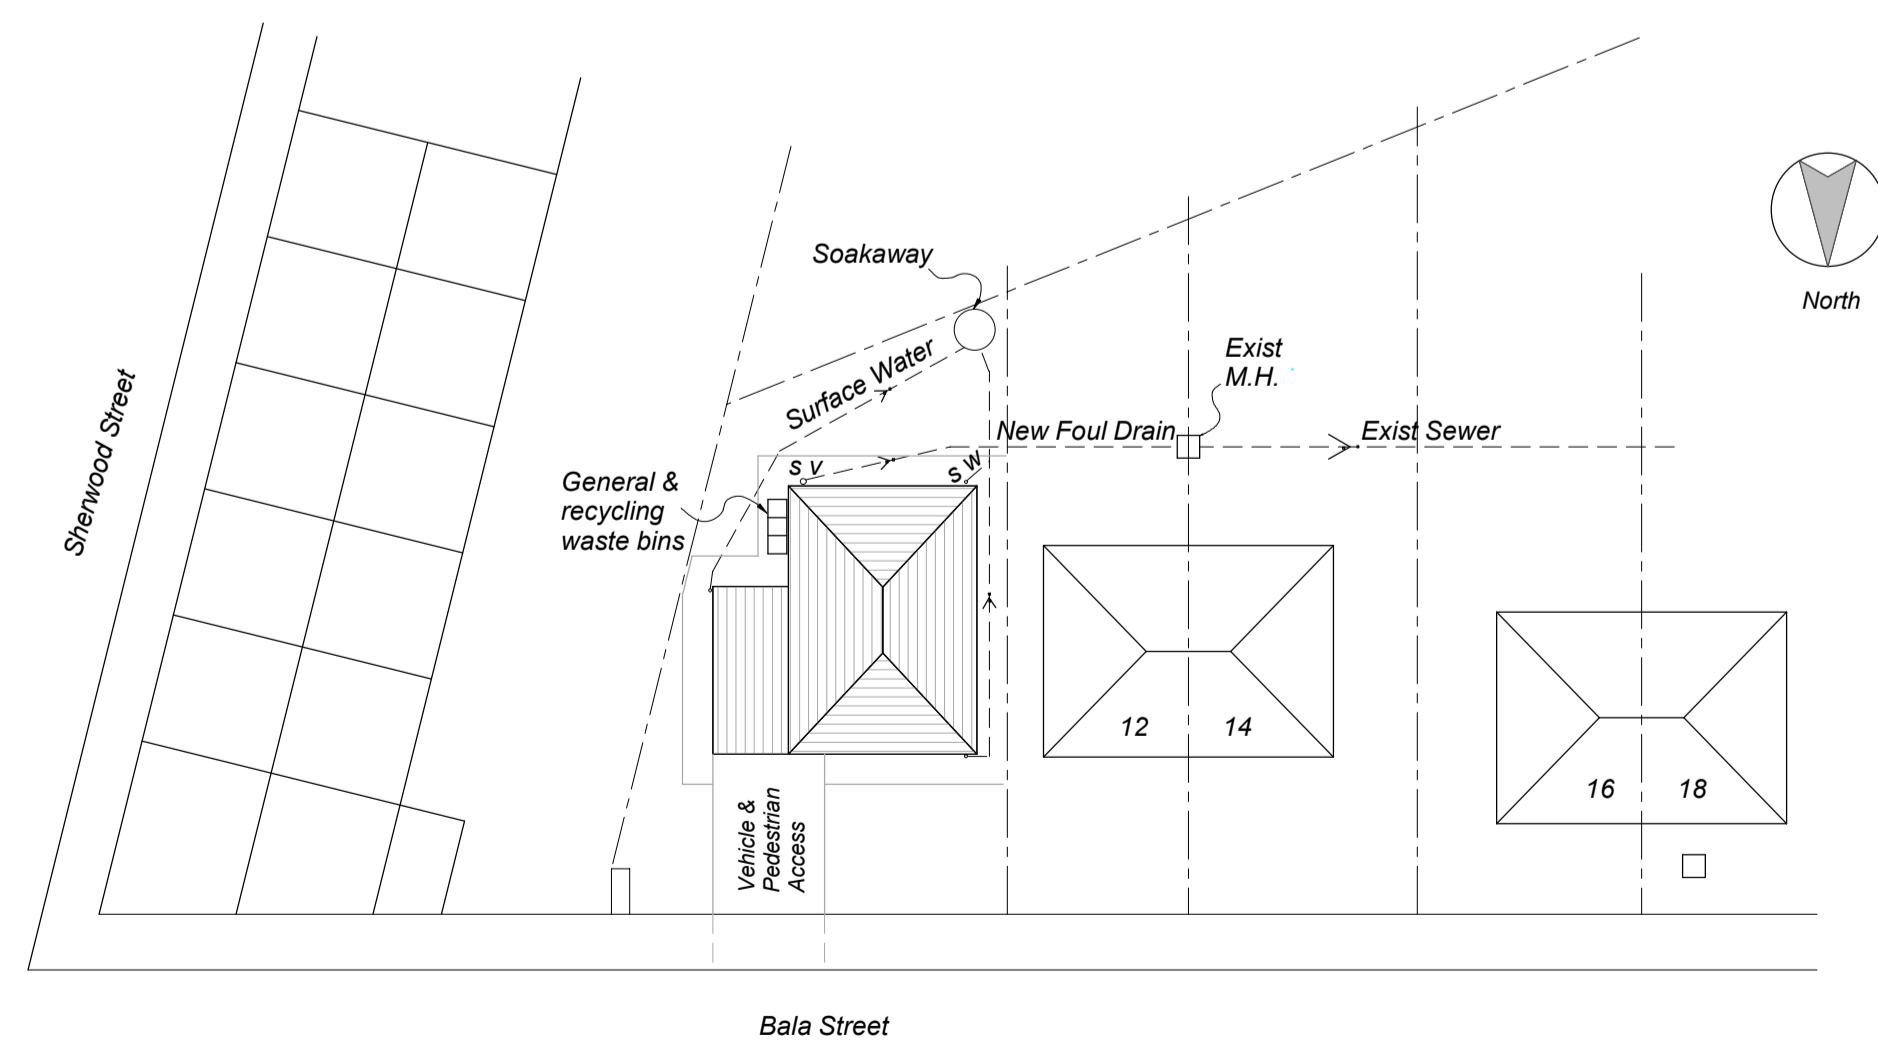 Sherwood Street
Soakaway
North
Exist
M.H.
Surface Water
New Foul Drain
Exist Sewer
s v
s w
General &
recycling
waste bins
12
14
16
18
Vehicle &
Pedestrian
Access
Bala Street